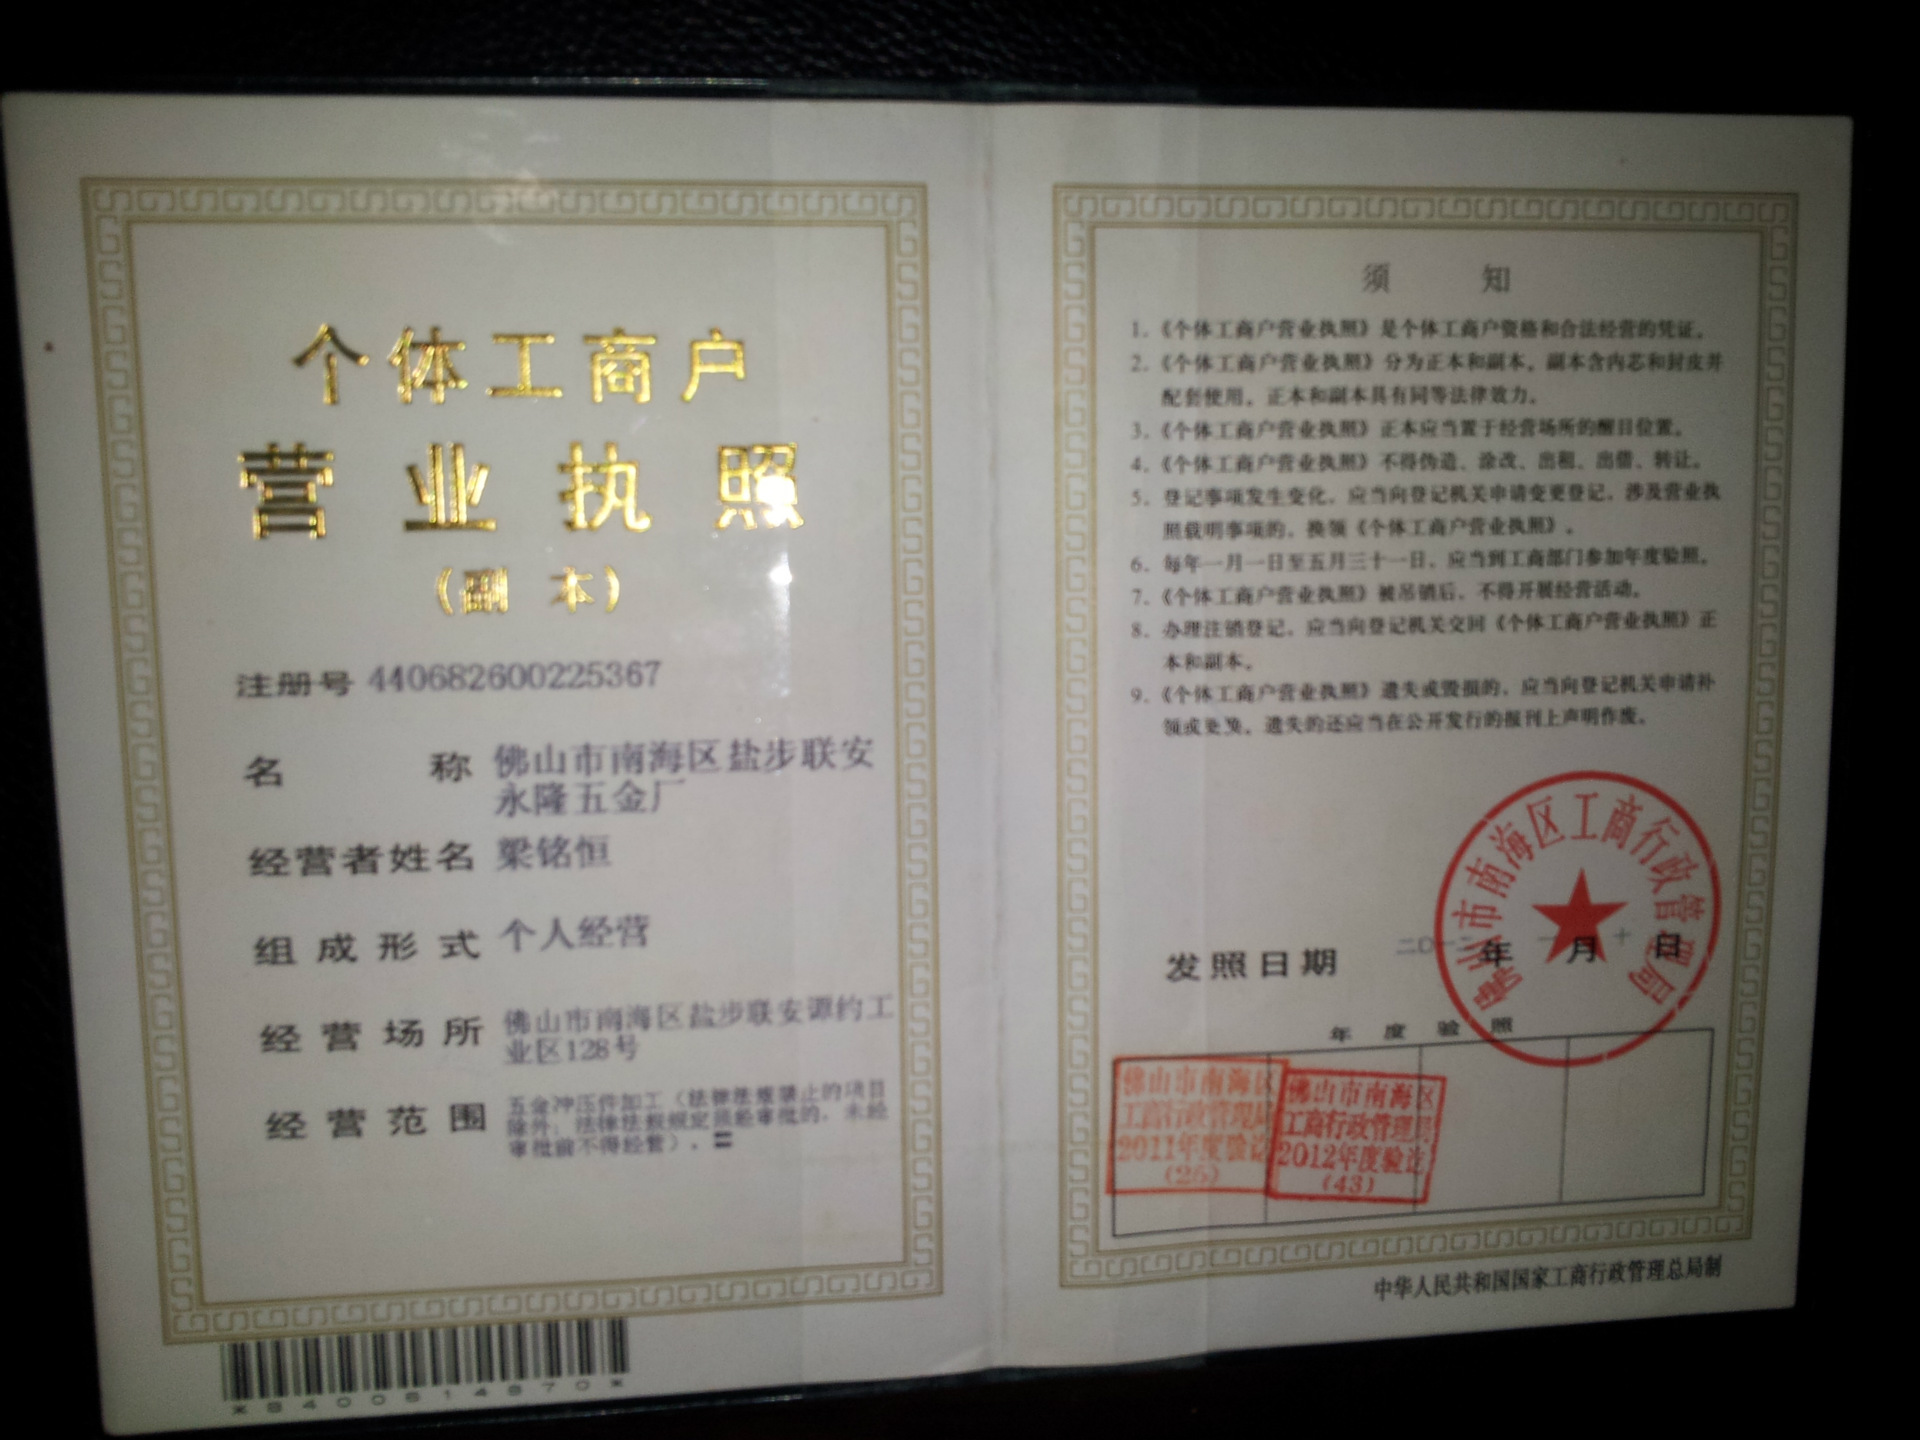 个体工商户
营业执照
(副本)
注册号 440682600225367
名称 佛山市南海区盐步联安
永隆五金厂
经营者姓名 梁铭恒
组成形式 个人经营
经营场所 佛山市南海区盐步联安谭约工
业区128号
经营范围 五金冲压件加工（法律法规禁止的项目
除外；法律法规规定须经审批的，未经
审批前不得经营）。〓
*8400614870*
须知
1.《个体工商户营业执照》是个体工商户资格和合法经营的凭证。
2.《个体工商户营业执照》分为正本和副本，副本含内芯和封皮并
配套使用，正本和副本具有同等法律效力。
3.《个体工商户营业执照》正本应当置于经营场所的醒目位置。
4.《个体工商户营业执照》不得伪造、涂改、出租、出借、转让。
5.登记事项发生变化，应当向登记机关申请变更登记，涉及营业执
照载明事项的，换领《个体工商户营业执照》。
6.每年一月一日至五月三十一日，应当到工商部门参加年度验照。
7.《个体工商户营业执照》被吊销后，不得开展经营活动。
8.办理注销登记，应当向登记机关交回《个体工商户营业执照》正
本和副本。
9.《个体工商户营业执照》遗失或毁损的，应当向登记机关申请补
领或更换，遗失的还应当在公开发行的报刊上声明作废。
佛山市南海区工商行政管理局
发照日期 二〇一二年一月十日
年度验照
佛山市南海区
工商行政管理局
2011年度验讫
(26)
佛山市南海区
工商行政管理局
2012年度验讫
(43)
中华人民共和国国家工商行政管理总局制